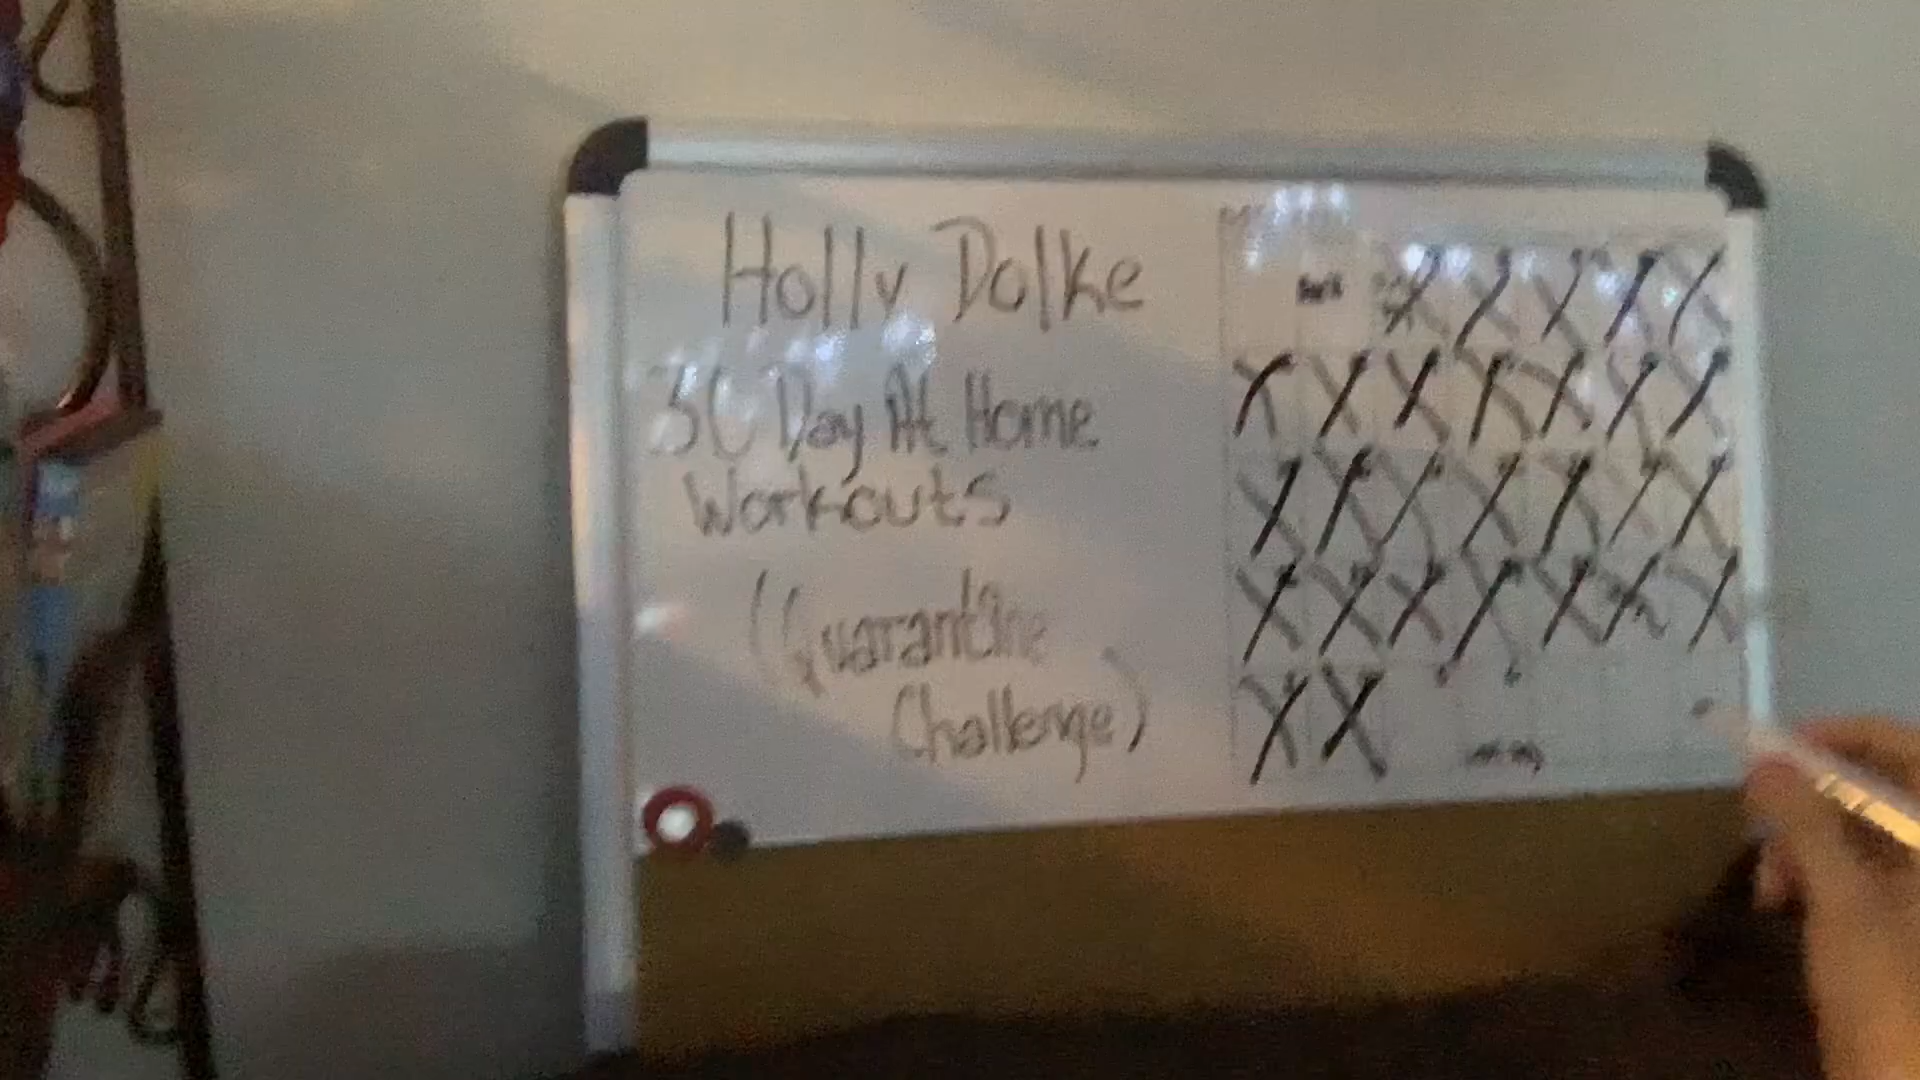 Holly Dolke
30 Day At Home
Workouts
(Quarantine
Challenge)